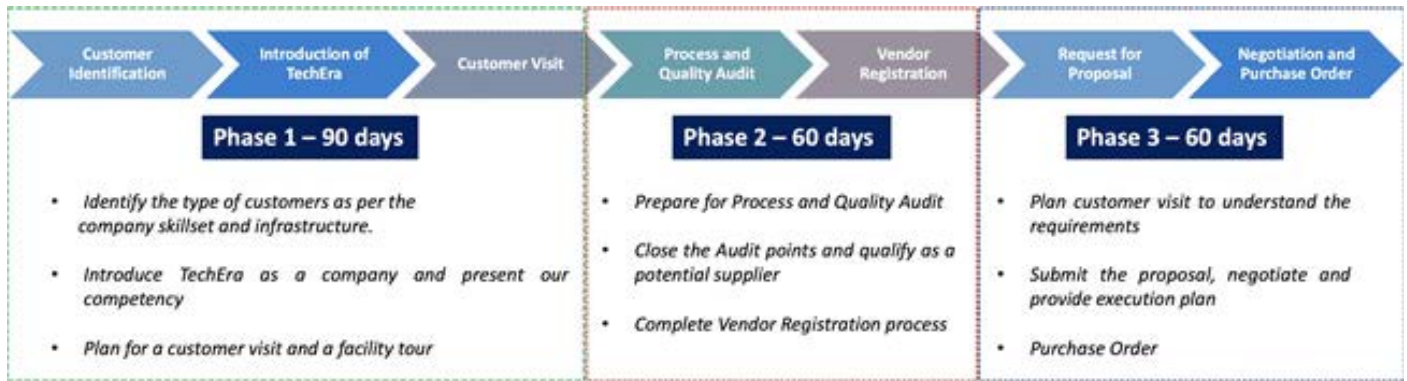 Customer
Identification
Introduction of
TechEra
Customer Visit
Process and
Quality Audit
Vendor
Registration
Request for
Proposal
Negotiation and
Purchase Order
Phase 1 – 90 days
• Identify the type of customers as per the
company skillset and infrastructure.
• Introduce TechEra as a company and present our
competency
• Plan for a customer visit and a facility tour
Phase 2 – 60 days
• Prepare for Process and Quality Audit
• Close the Audit points and qualify as a
potential supplier
• Complete Vendor Registration process
Phase 3 – 60 days
• Plan customer visit to understand the
requirements
• Submit the proposal, negotiate and
provide execution plan
• Purchase Order